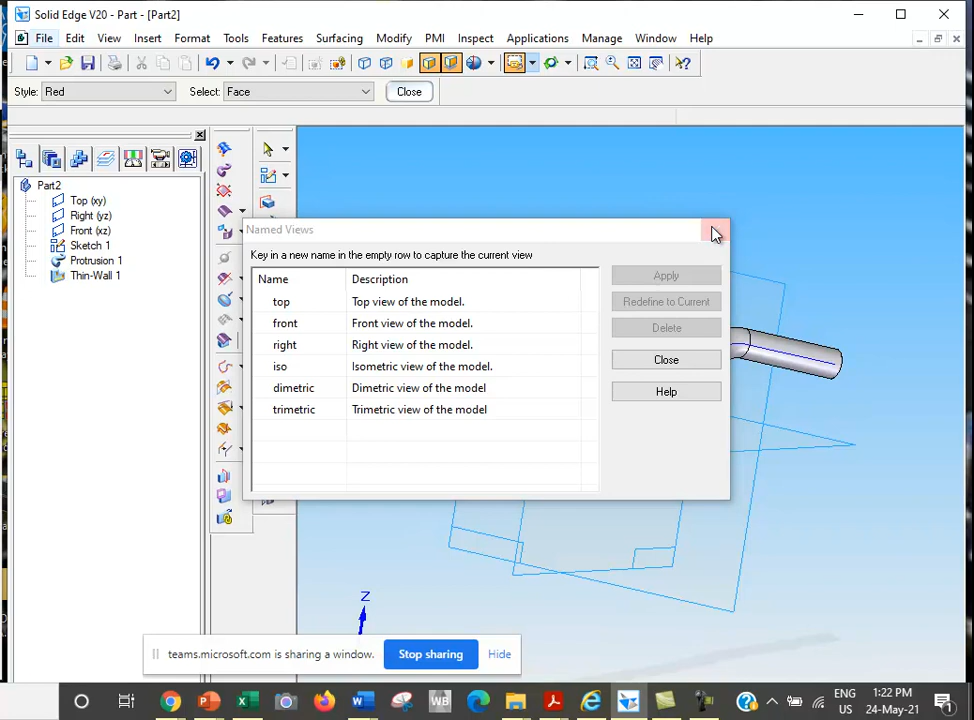 Solid Edge V20 - Part - [Part2]
File Edit View Insert Format Tools Features Surfacing Modify PMI Inspect Applications Manage Window Help
Style: Red Select: Face Close
Part2
Top (xy)
Right (yz)
Front (xz)
Sketch 1
Protrusion 1
Thin-Wall 1
Named Views
Key in a new name in the empty row to capture the current view
Name Description
top Top view of the model.
front Front view of the model.
right Right view of the model.
iso Isometric view of the model.
dimetric Dimetric view of the model
trimetric Trimetric view of the model
Apply
Redefine to Current
Delete
Close
Help
Z
teams.microsoft.com is sharing a window. Stop sharing Hide
WB
ENG
US
1:22 PM
24-May-21
1